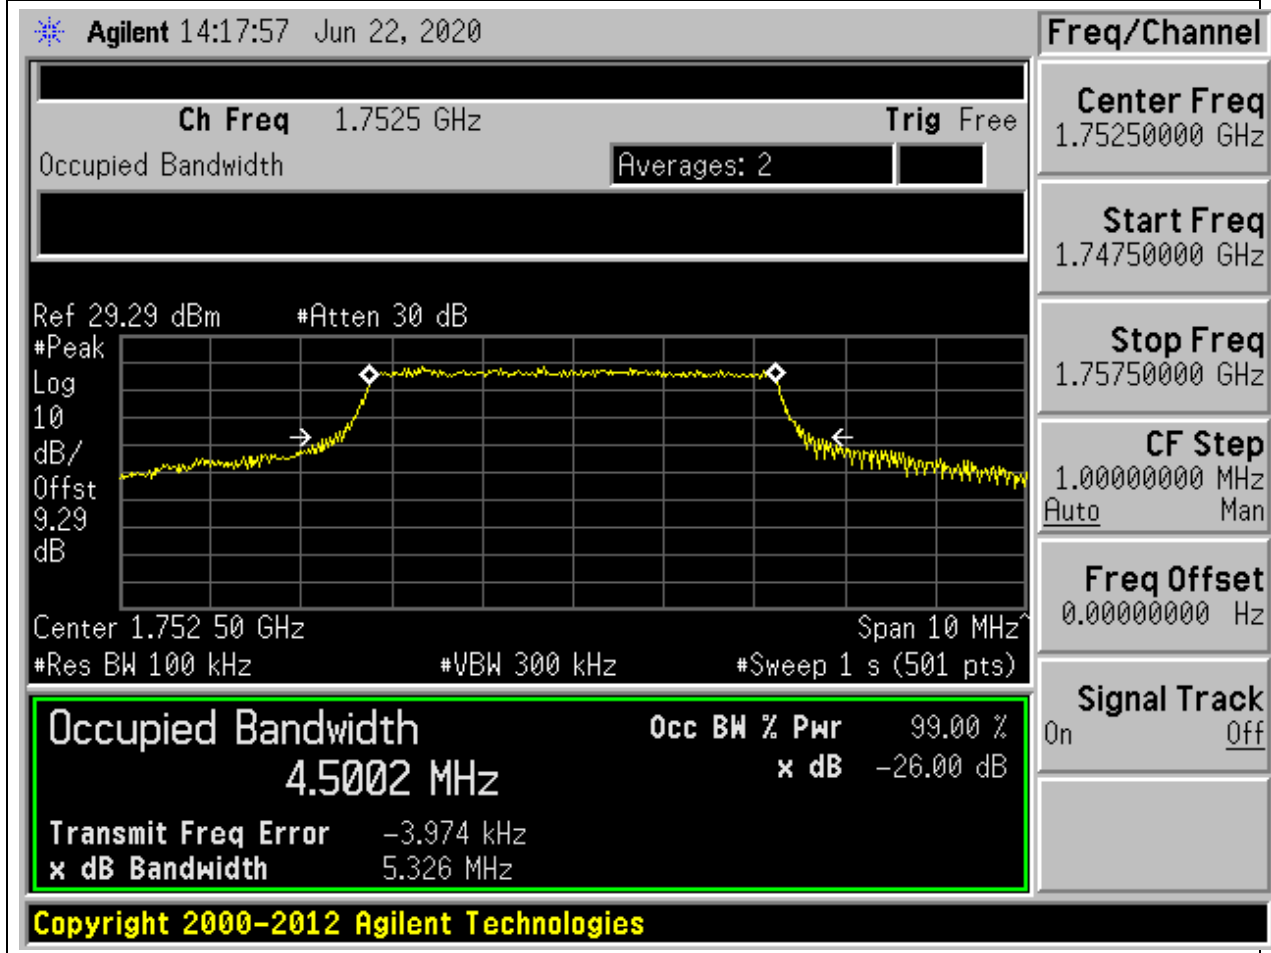 Agilent 14:17:57 Jun 22, 2020
Freq/Channel
Ch Freq 1.7525 GHz Trig Free
Occupied Bandwidth Averages: 2
Center Freq
1.75250000 GHz
Start Freq
1.74750000 GHz
Stop Freq
1.75750000 GHz
CF Step
1.00000000 MHz
Auto Man
Freq Offset
0.00000000 Hz
Signal Track
On Off
Ref 29.29 dBm #Atten 30 dB
#Peak
Log
10
dB/
Offst
9.29
dB
Center 1.752 50 GHz Span 10 MHz^
#Res BW 100 kHz #VBW 300 kHz #Sweep 1 s (501 pts)
Occupied Bandwidth Occ BW % Pwr 99.00 %
4.5002 MHz x dB -26.00 dB
Transmit Freq Error -3.974 kHz
x dB Bandwidth 5.326 MHz
Copyright 2000-2012 Agilent Technologies